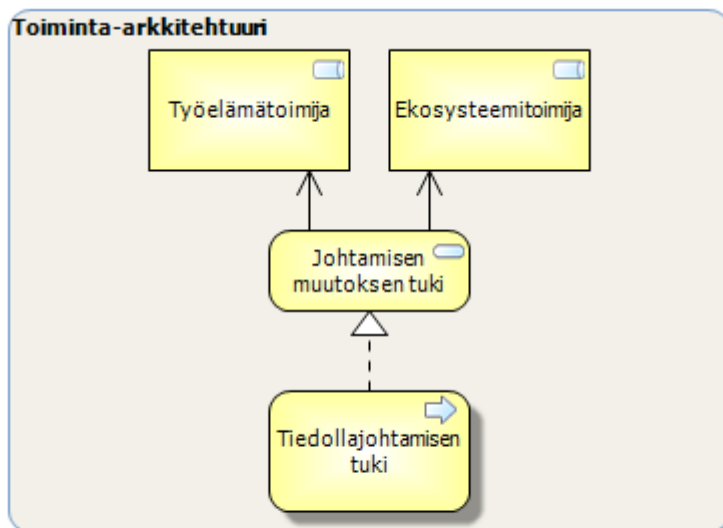 Toiminta-arkkitehtuuri
Työelämätoimija
Ekosysteemitoimija
Johtamisen
muutoksen tuki
Tiedollajohtamisen
tuki